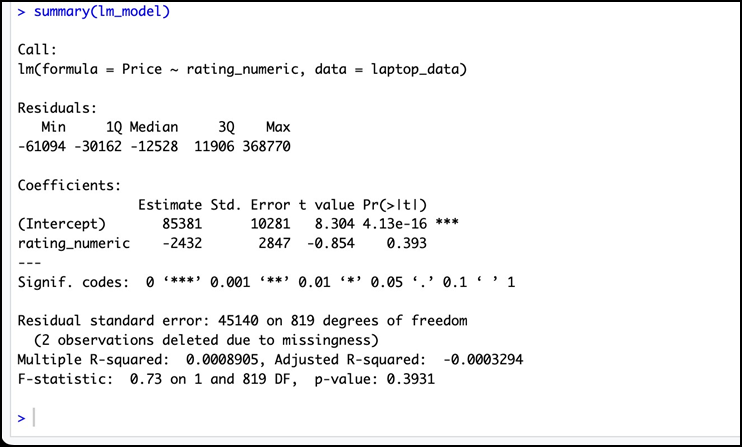 > summary(lm_model)
Call:
lm(formula = Price ~ rating_numeric, data = laptop_data)
Residuals:
   Min     1Q Median     3Q    Max
-61094 -30162 -12528  11906 368770
Coefficients:
               Estimate Std. Error t value Pr(>|t|)
(Intercept)       85381      10281   8.304 4.13e-16 ***
rating_numeric    -2432       2847  -0.854    0.393
---
Signif. codes:  0 ‘***’ 0.001 ‘**’ 0.01 ‘*’ 0.05 ‘.’ 0.1 ‘ ’ 1
Residual standard error: 45140 on 819 degrees of freedom
  (2 observations deleted due to missingness)
Multiple R-squared:  0.0008905, Adjusted R-squared:  -0.0003294
F-statistic:  0.73 on 1 and 819 DF,  p-value: 0.3931
>